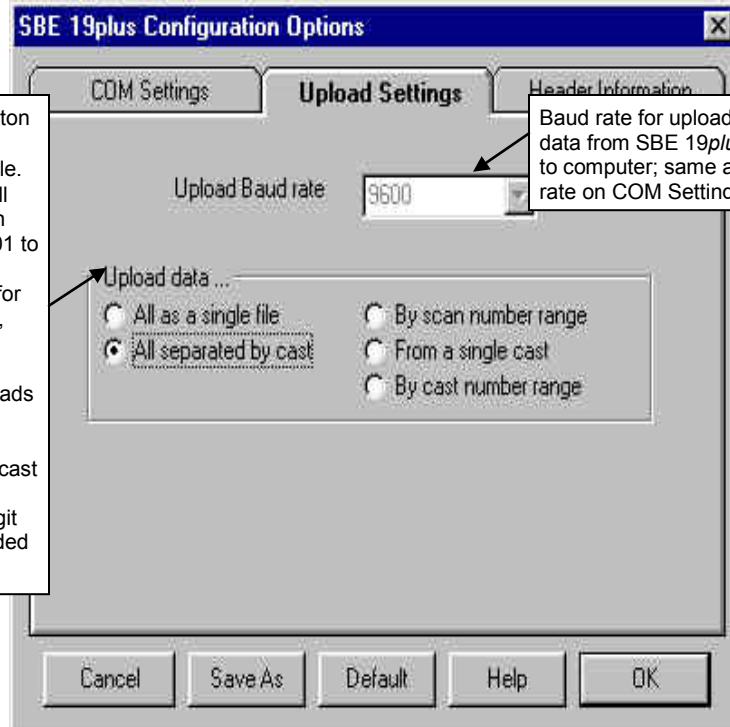 SBE 19plus Configuration Options
COM Settings
Upload Settings
Header Information
Baud rate for upload
data from SBE 19plu
to computer; same a
rate on COM Setting
Upload Baud rate
9600
ton
le.
ll
n
01 to
for
,
ads
cast
git
ded
Upload data ...
All as a single file
All separated by cast
By scan number range
From a single cast
By cast number range
Cancel
Save As
Default
Help
OK